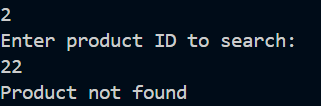 2
Enter product ID to search:
22
Product not found